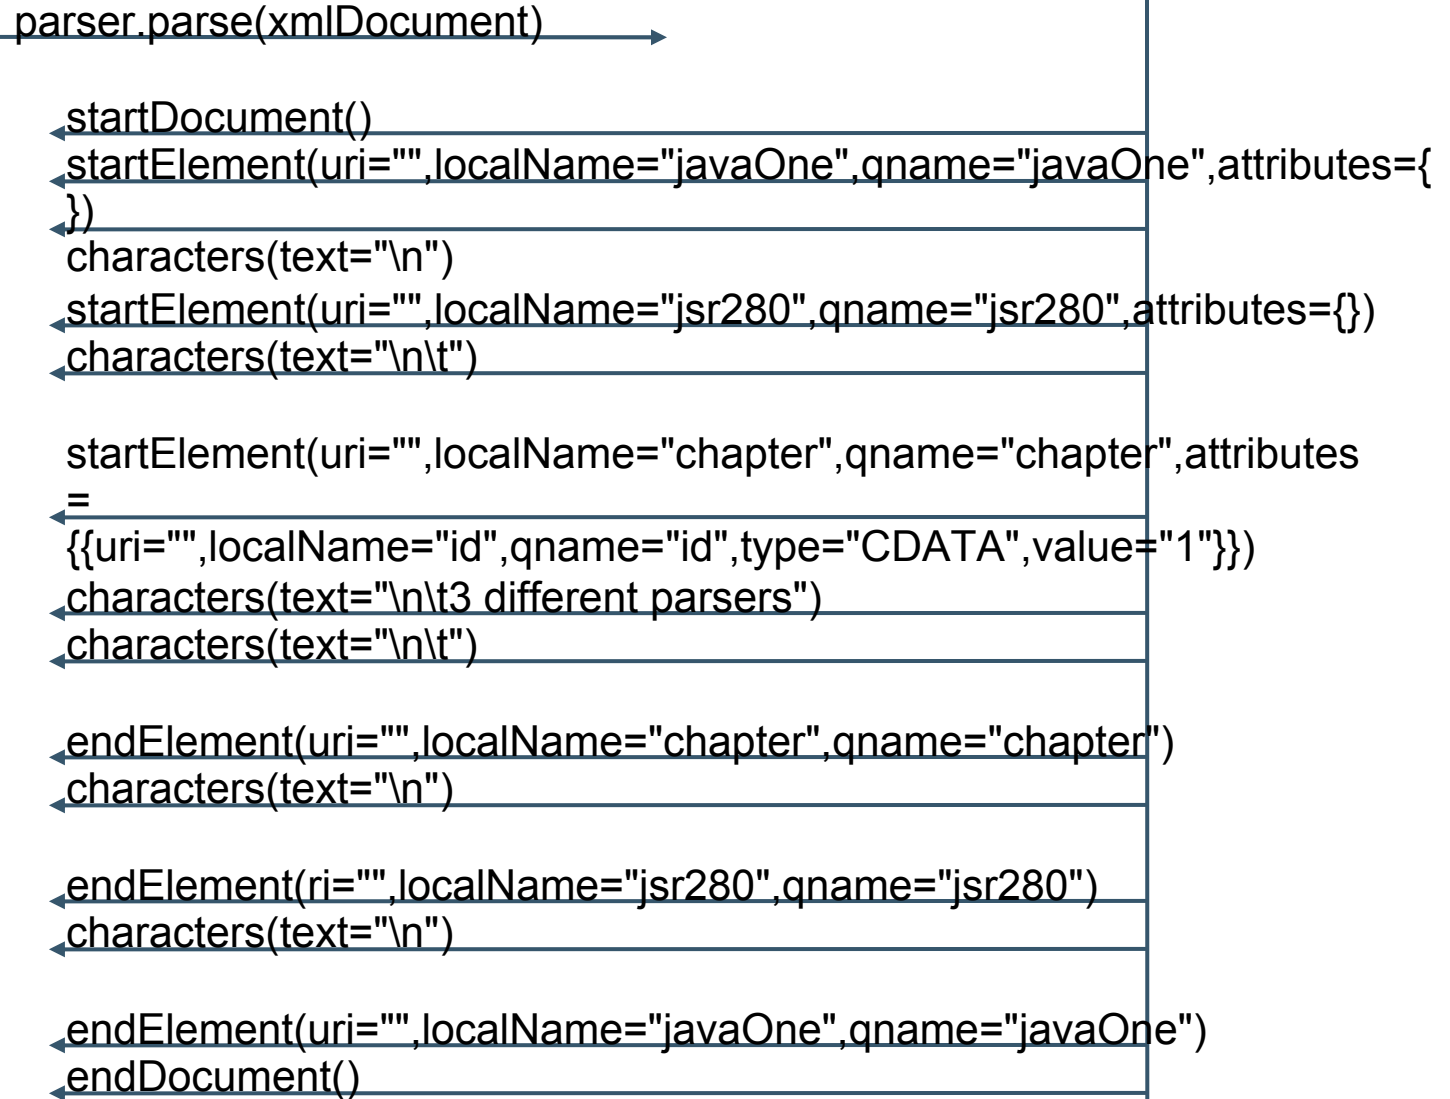 parser.parse(xmlDocument)
startDocument()
startElement(uri="",localName="javaOne",qname="javaOne",attributes={
})
characters(text="\n")
startElement(uri="",localName="jsr280",qname="jsr280",attributes={})
characters(text="\n\t")
startElement(uri="",localName="chapter",qname="chapter",attributes
=
{{uri="",localName="id",qname="id",type="CDATA",value="1"}})
characters(text="\n\t3 different parsers")
characters(text="\n\t")
endElement(uri="",localName="chapter",qname="chapter")
characters(text="\n")
endElement(ri="",localName="jsr280",qname="jsr280")
characters(text="\n")
endElement(uri="",localName="javaOne",qname="javaOne")
endDocument()